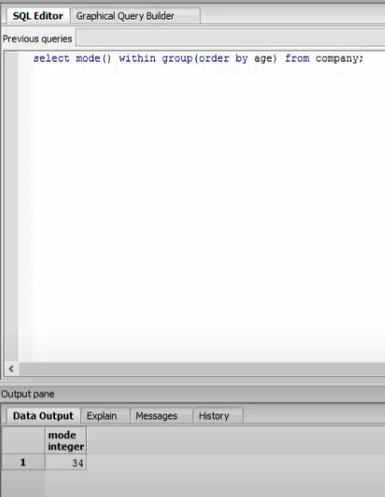 SQL Editor Graphical Query Builder
Previous queries
select mode() within group(order by age) from company;
Output pane
Data Output Explain Messages History
mode
integer
1 34